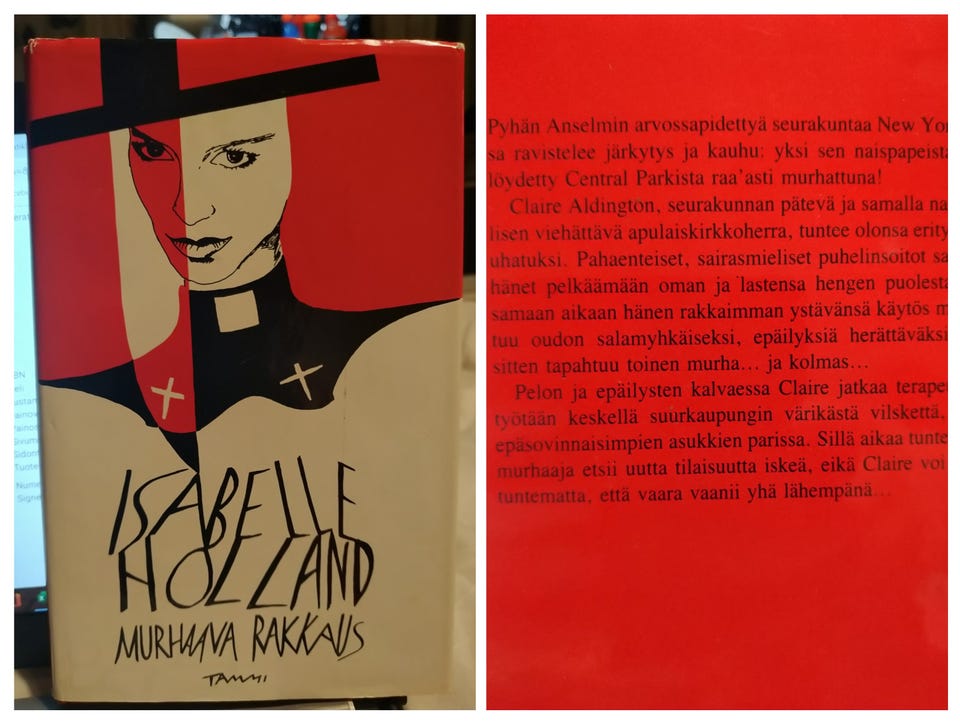 ISABELLE
HOLLAND
MURHAAVA RAKKAUS
TAMMI
Pyhän Anselmin arvossapidettyä seurakuntaa New Yor
sa ravistelee järkytys ja kauhu: yksi sen naispapeista
löydetty Central Parkista raa'asti murhattuna!
Claire Aldington, seurakunnan pätevä ja samalla na
lisen viehättävä apulaiskirkkoherra, tuntee olonsa erity
uhatuksi. Pahaenteiset, sairasmieliset puhelinsoitot sa
hänet pelkäämään oman ja lastensa hengen puolesta
samaan aikaan hänen rakkaimman ystävänsä käytös m
tuu oudon salamyhkäiseksi, epäilyksiä herättäväks
sitten tapahtuu toinen murha... ja kolmas...
Pelon ja epäilysten kalvaessa Claire jatkaa terape
työtään keskellä suurkaupungin värikästä vilskettä,
epäsovinnaisimpien asukkien parissa. Sillä aikaa tunte
murhaaja etsii uutta tilaisuutta iskeä, eikä Claire voi
tuntematta, että vaara vaanii yhä lähempänä...